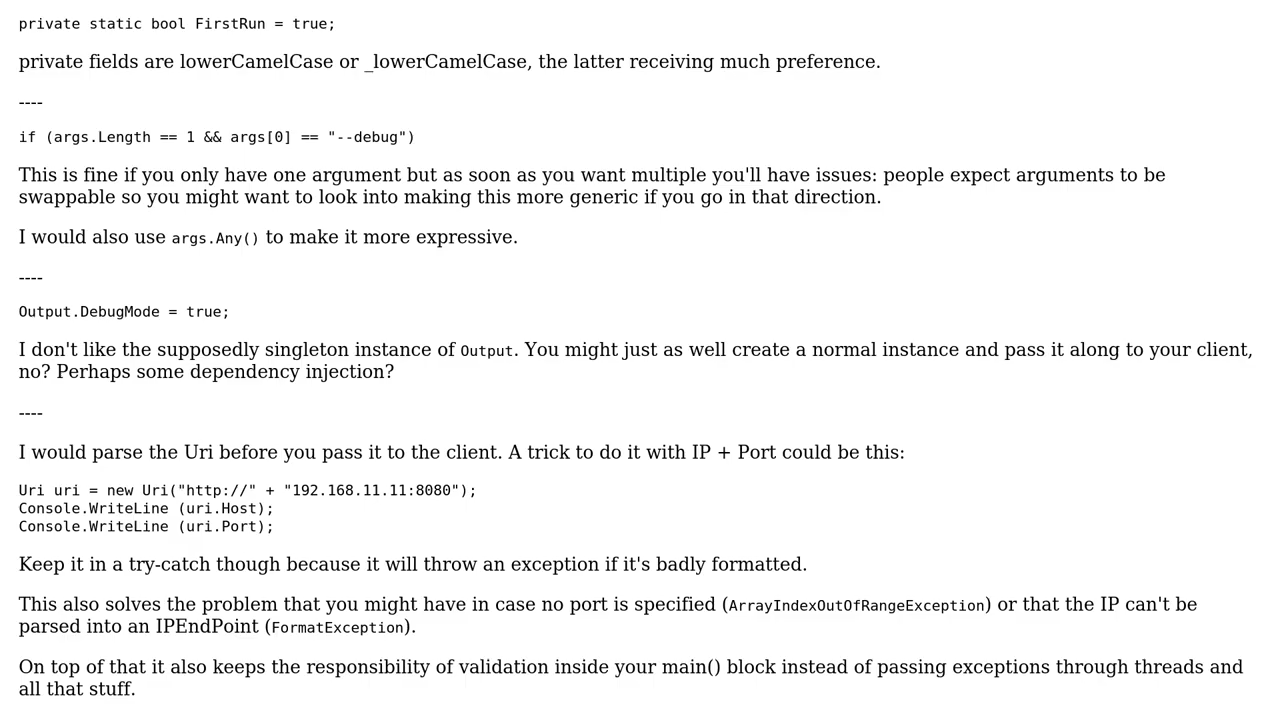 private static bool FirstRun = true;
private fields are lowerCamelCase or _lowerCamelCase, the latter receiving much preference.
----
if (args.Length == 1 && args[0] == "--debug")
This is fine if you only have one argument but as soon as you want multiple you'll have issues: people expect arguments to be
swappable so you might want to look into making this more generic if you go in that direction.
I would also use args.Any() to make it more expressive.
----
Output.DebugMode = true;
I don't like the supposedly singleton instance of Output. You might just as well create a normal instance and pass it along to your client,
no? Perhaps some dependency injection?
----
I would parse the Uri before you pass it to the client. A trick to do it with IP + Port could be this:
Uri uri = new Uri("http://" + "192.168.11.11:8080");
Console.WriteLine (uri.Host);
Console.WriteLine (uri.Port);
Keep it in a try-catch though because it will throw an exception if it's badly formatted.
This also solves the problem that you might have in case no port is specified (ArrayIndexOutOfRangeException) or that the IP can't be
parsed into an IPEndPoint (FormatException).
On top of that it also keeps the responsibility of validation inside your main() block instead of passing exceptions through threads and
all that stuff.